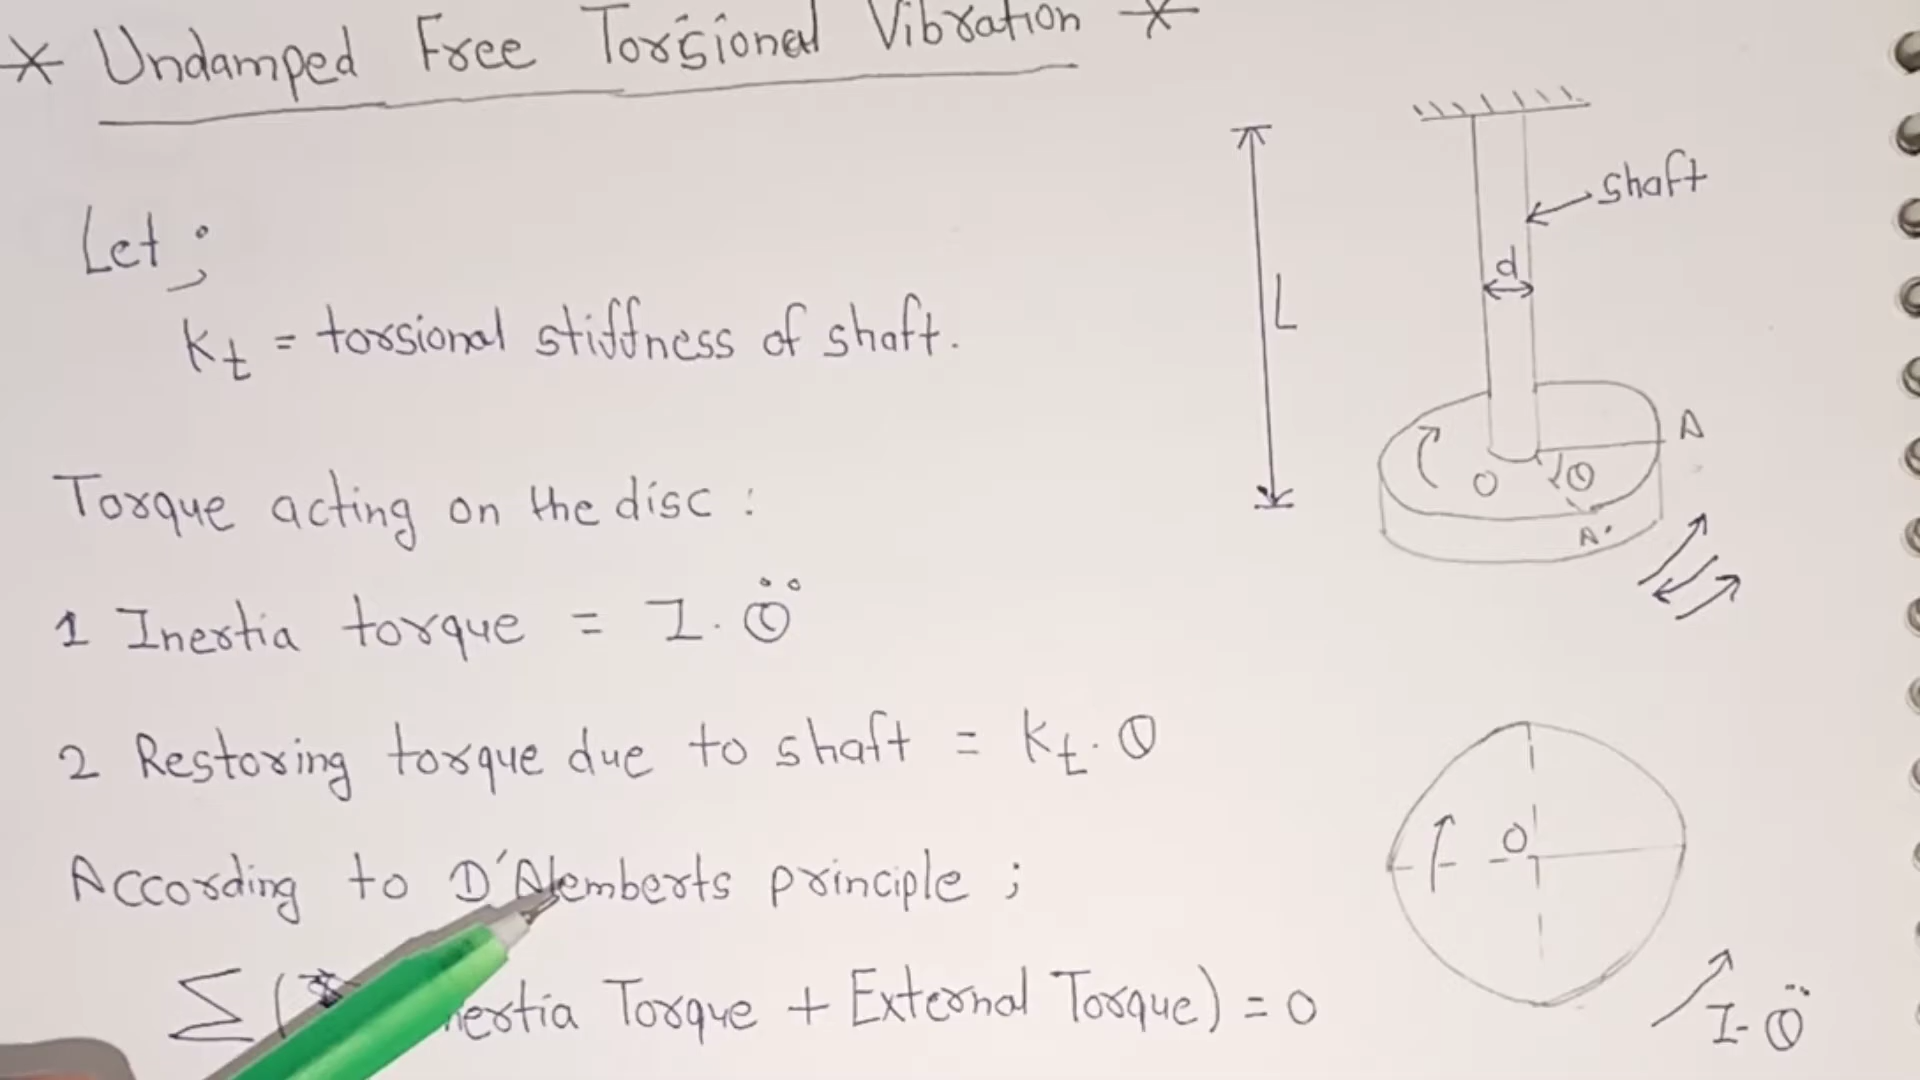 * Undamped Free Torsional Vibration *
Let ;
Kt = torsional stiffness of shaft.
Torque acting on the disc :
1 Inertia torque = I . θ̈
2 Restoring torque due to shaft = Kt . θ
According to D'Alemberts principle ;
Σ ( Torque + External Torque ) = 0
shaft
d
L
A
O
θ
A'
O
I - θ̈